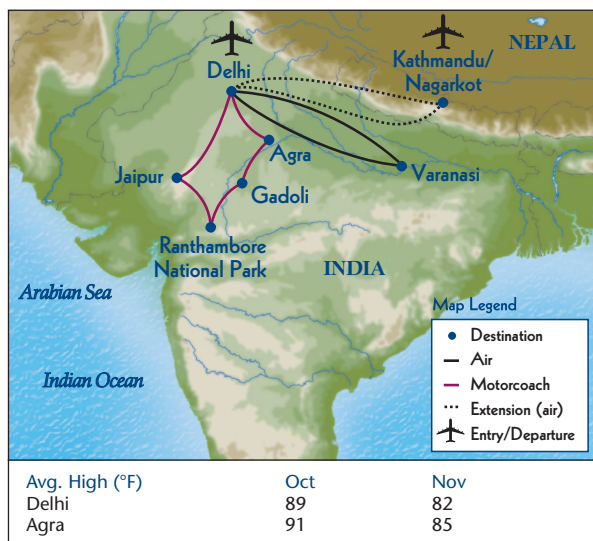 NEPAL
Kathmandu/
Nagarkot
Delhi
Agra
Varanasi
Jaipur
Gadoli
Ranthambore
National Park
INDIA
Arabian Sea
Indian Ocean
Map Legend
Destination
Air
Motorcoach
Extension (air)
Entry/Departure
Avg. High (°F) Oct Nov
Delhi 89 82
Agra 91 85